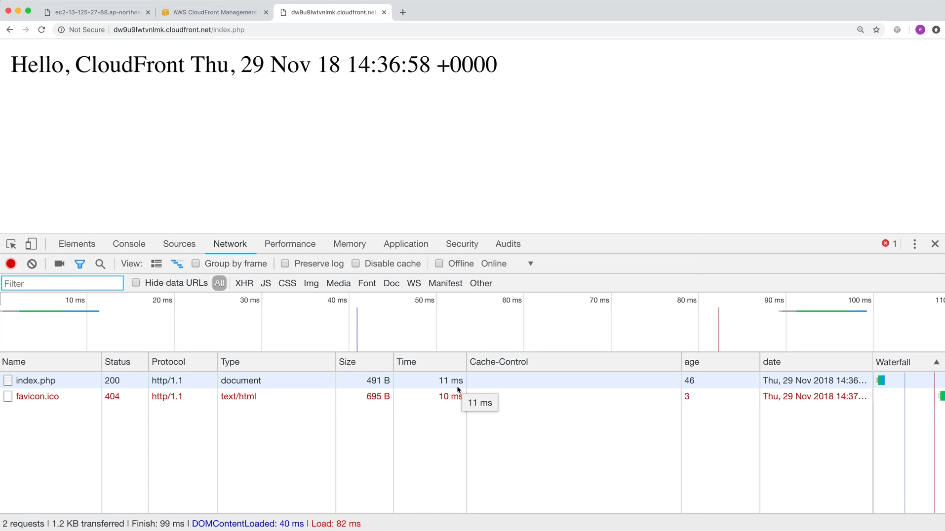 ec2-13-125-27-88.ap-northe
AWS CloudFront Management
dw9u9lwtvnlmk.cloudfront.net
Not Secure
dw9u9lwtvnlmk.cloudfront.net/index.php
Hello, CloudFront Thu, 29 Nov 18 14:36:58 +0000
Elements Console Sources Network Performance Memory Application Security Audits 1
View: Group by frame Preserve log Disable cache Offline Online
Filter Hide data URLs All XHR JS CSS Img Media Font Doc WS Manifest Other
10 ms 20 ms 30 ms 40 ms 50 ms 60 ms 70 ms 80 ms 90 ms 100 ms 110
Name Status Protocol Type Size Time Cache-Control age date Waterfall
index.php 200 http/1.1 document 491 B 11 ms 46 Thu, 29 Nov 2018 14:36...
favicon.ico 404 http/1.1 text/html 695 B 10 ms 3 Thu, 29 Nov 2018 14:37...
11 ms
2 requests | 1.2 KB transferred | Finish: 99 ms | DOMContentLoaded: 40 ms | Load: 82 ms